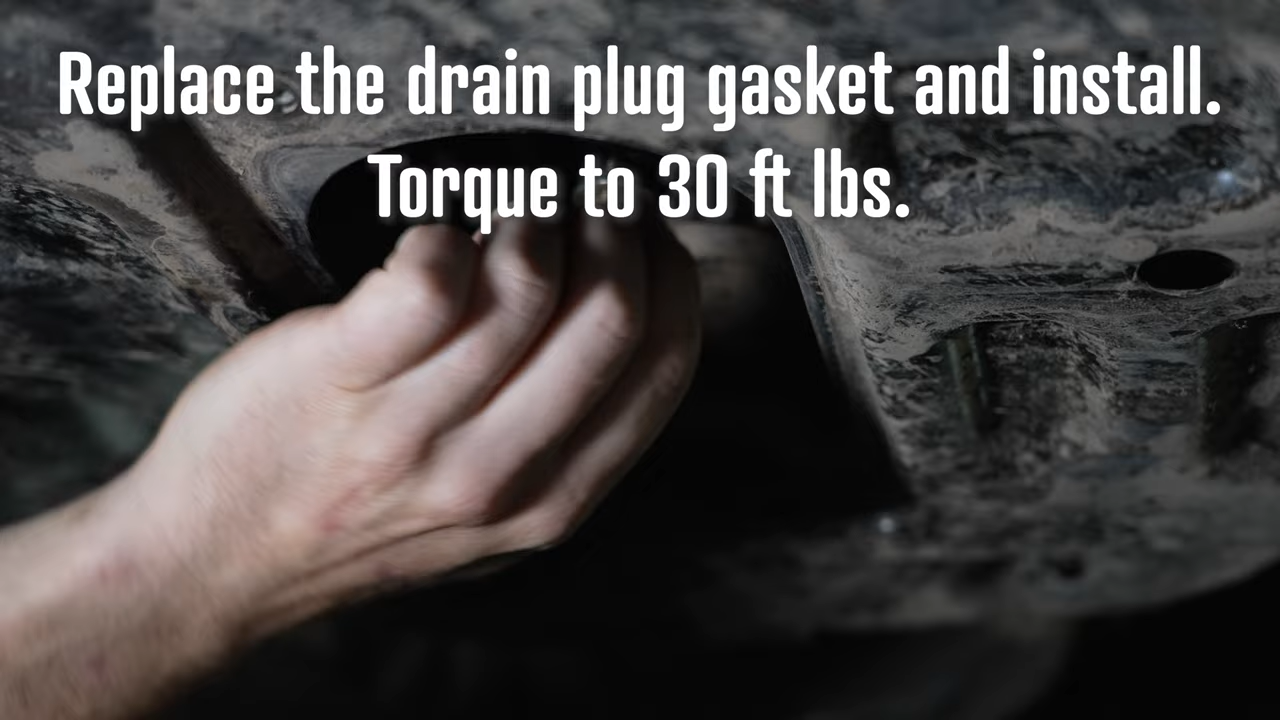 Replace the drain plug gasket and install.
Torque to 30 ft lbs.